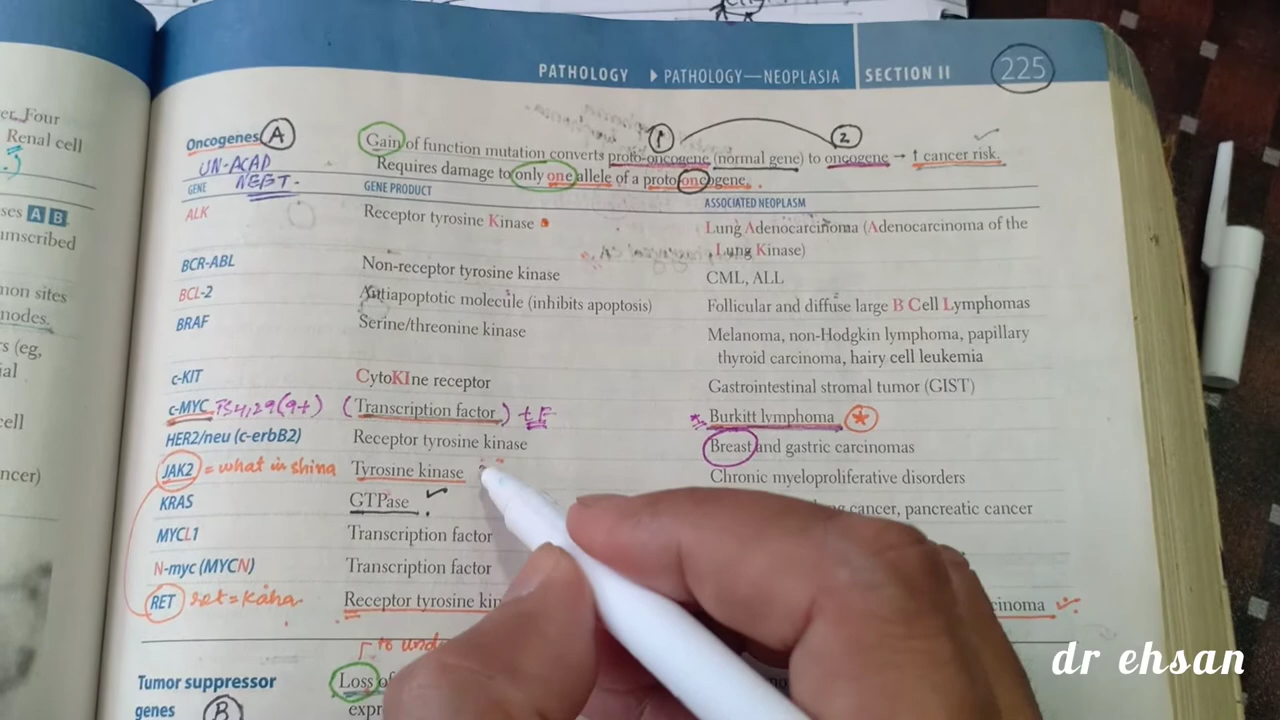 PATHOLOGY ▶ PATHOLOGY—NEOPLASIA SECTION II 225
er. Four
Renal cell
A B
umscribed
mon sites
nodes.
rs (eg,
ial
cell
ncer)
Oncogenes A
Gain of function mutation converts proto-oncogene (normal gene) to oncogene → ↑ cancer risk.
1 2
Requires damage to only one allele of a proto-oncogene.
UN-ACAD
GENE GENE PRODUCT ASSOCIATED NEOPLASM
ALK Receptor tyrosine Kinase Lung Adenocarcinoma (Adenocarcinoma of the
Lung Kinase)
BCR-ABL Non-receptor tyrosine kinase CML, ALL
BCL-2 Antiapoptotic molecule (inhibits apoptosis) Follicular and diffuse large B Cell Lymphomas
BRAF Serine/threonine kinase Melanoma, non-Hodgkin lymphoma, papillary
thyroid carcinoma, hairy cell leukemia
c-KIT CytoKIne receptor Gastrointestinal stromal tumor (GIST)
c-MYC (Transcription factor) tF * Burkitt lymphoma *
HER2/neu (c-erbB2) Receptor tyrosine kinase Breast and gastric carcinomas
JAK2 = what in shina Tyrosine kinase Chronic myeloproliferative disorders
KRAS GTPase cancer, pancreatic cancer
MYCL1 Transcription factor
N-myc (MYCN) Transcription factor
RET ret = Kaha Receptor tyrosine kin cinoma
to und
Tumor suppressor Loss of
genes B expr
dr ehsan